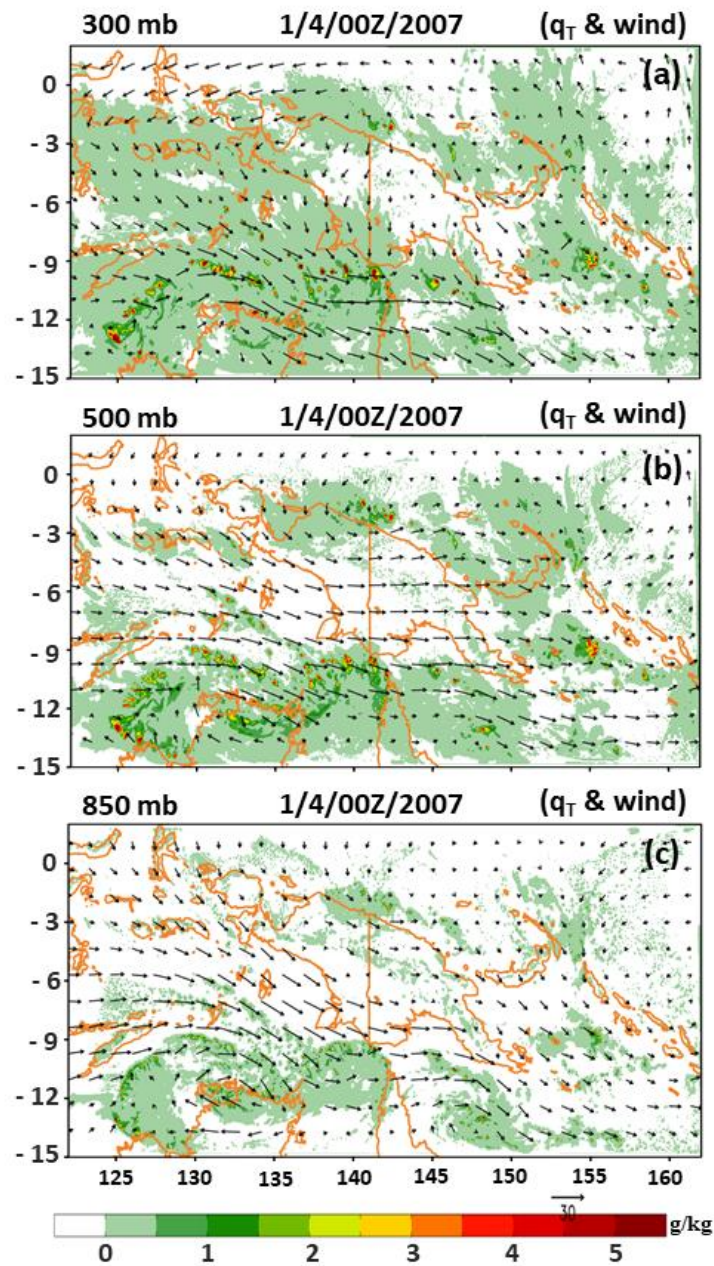 300 mb 1/4/00Z/2007 (qT & wind)
(a)
0
- 3
- 6
- 9
- 12
- 15
500 mb 1/4/00Z/2007 (qT & wind)
(b)
0
- 3
- 6
- 9
- 12
- 15
850 mb 1/4/00Z/2007 (qT & wind)
(c)
0
- 3
- 6
- 9
- 12
- 15
125 130 135 140 145 150 155 160
30
g/kg
0 1 2 3 4 5